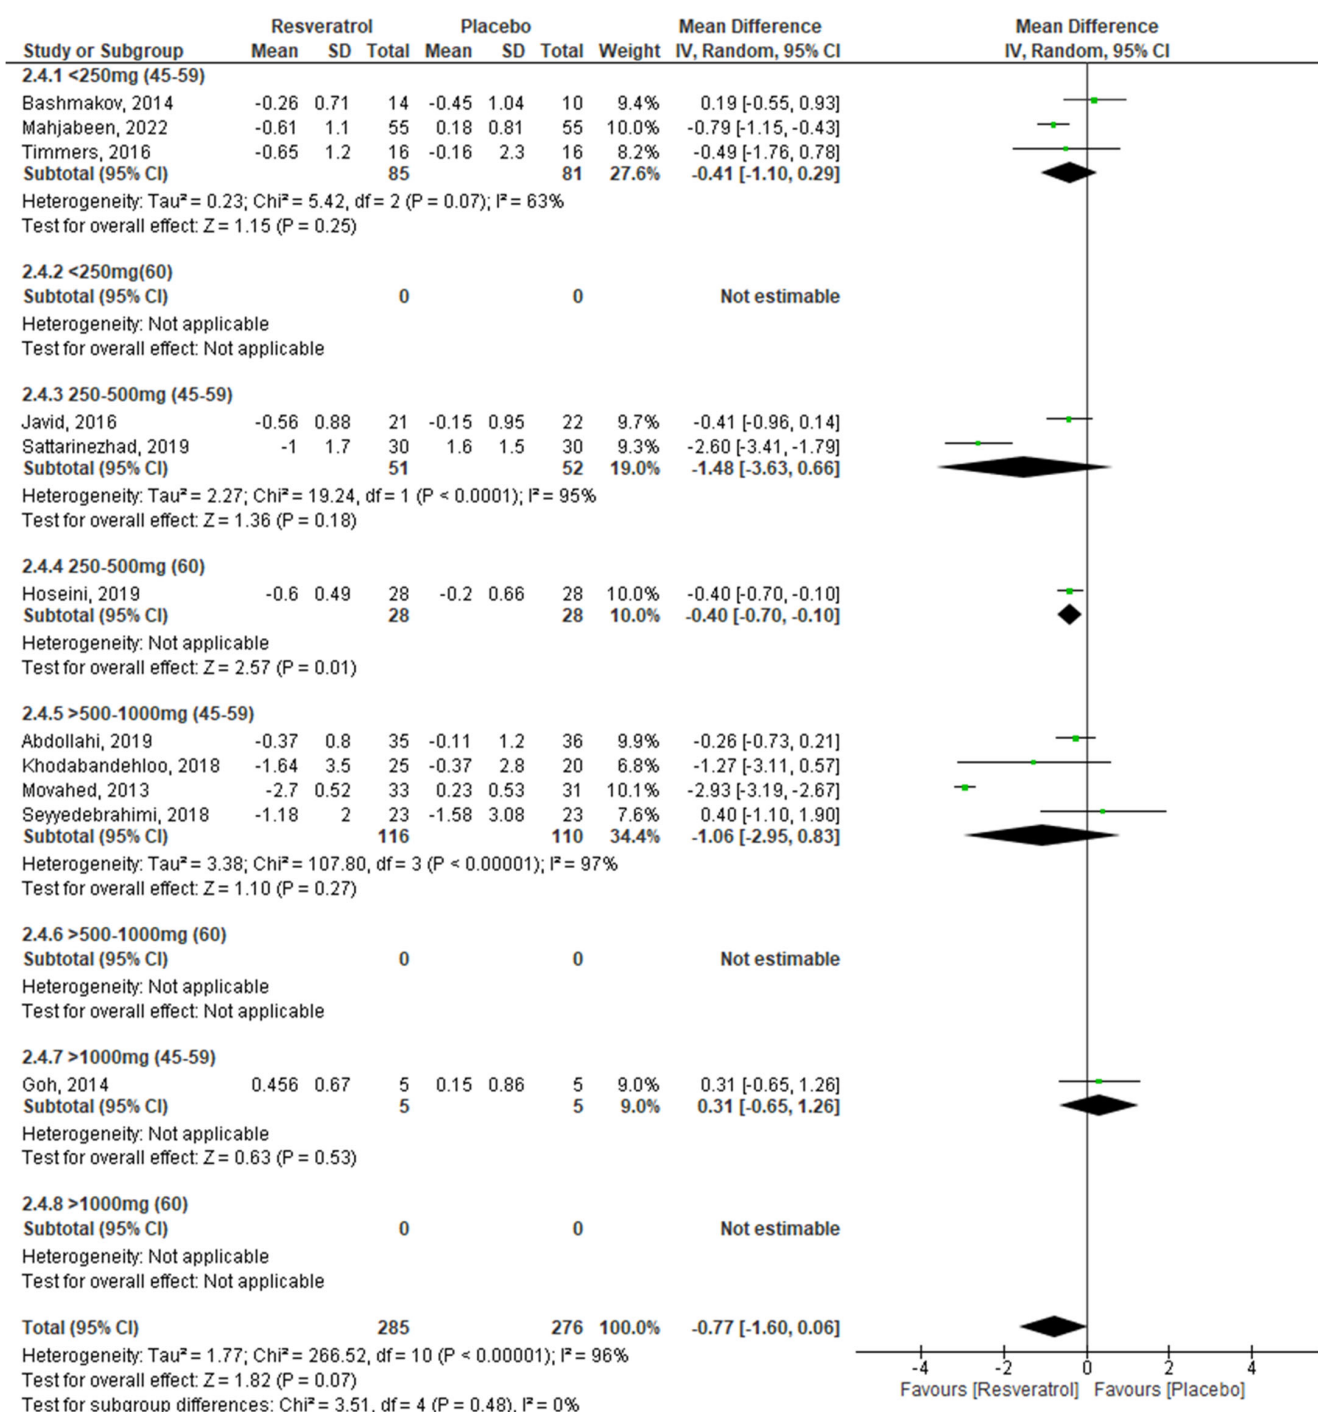 Resveratrol Placebo Mean Difference Mean Difference
Study or Subgroup Mean SD Total Mean SD Total Weight IV, Random, 95% CI IV, Random, 95% CI
2.4.1 <250mg (45-59)
Bashmakov, 2014 -0.26 0.71 14 -0.45 1.04 10 9.4% 0.19 [-0.55, 0.93]
Mahjabeen, 2022 -0.61 1.1 55 0.18 0.81 55 10.0% -0.79 [-1.15, -0.43]
Timmers, 2016 -0.65 1.2 16 -0.16 2.3 16 8.2% -0.49 [-1.76, 0.78]
Subtotal (95% CI) 85 81 27.6% -0.41 [-1.10, 0.29]
Heterogeneity: Tau² = 0.23; Chi² = 5.42, df = 2 (P = 0.07); I² = 63%
Test for overall effect: Z = 1.15 (P = 0.25)
2.4.2 <250mg(60)
Subtotal (95% CI) 0 0 Not estimable
Heterogeneity: Not applicable
Test for overall effect: Not applicable
2.4.3 250-500mg (45-59)
Javid, 2016 -0.56 0.88 21 -0.15 0.95 22 9.7% -0.41 [-0.96, 0.14]
Sattarinezhad, 2019 -1 1.7 30 1.6 1.5 30 9.3% -2.60 [-3.41, -1.79]
Subtotal (95% CI) 51 52 19.0% -1.48 [-3.63, 0.66]
Heterogeneity: Tau² = 2.27; Chi² = 19.24, df = 1 (P < 0.0001); I² = 95%
Test for overall effect: Z = 1.36 (P = 0.18)
2.4.4 250-500mg (60)
Hoseini, 2019 -0.6 0.49 28 -0.2 0.66 28 10.0% -0.40 [-0.70, -0.10]
Subtotal (95% CI) 28 28 10.0% -0.40 [-0.70, -0.10]
Heterogeneity: Not applicable
Test for overall effect: Z = 2.57 (P = 0.01)
2.4.5 >500-1000mg (45-59)
Abdollahi, 2019 -0.37 0.8 35 -0.11 1.2 36 9.9% -0.26 [-0.73, 0.21]
Khodabandehloo, 2018 -1.64 3.5 25 -0.37 2.8 20 6.8% -1.27 [-3.11, 0.57]
Movahed, 2013 -2.7 0.52 33 0.23 0.53 31 10.1% -2.93 [-3.19, -2.67]
Seyyedebrahimi, 2018 -1.18 2 23 -1.58 3.08 23 7.6% 0.40 [-1.10, 1.90]
Subtotal (95% CI) 116 110 34.4% -1.06 [-2.95, 0.83]
Heterogeneity: Tau² = 3.38; Chi² = 107.80, df = 3 (P < 0.00001); I² = 97%
Test for overall effect: Z = 1.10 (P = 0.27)
2.4.6 >500-1000mg (60)
Subtotal (95% CI) 0 0 Not estimable
Heterogeneity: Not applicable
Test for overall effect: Not applicable
2.4.7 >1000mg (45-59)
Goh, 2014 0.456 0.67 5 0.15 0.86 5 9.0% 0.31 [-0.65, 1.26]
Subtotal (95% CI) 5 5 9.0% 0.31 [-0.65, 1.26]
Heterogeneity: Not applicable
Test for overall effect: Z = 0.63 (P = 0.53)
2.4.8 >1000mg (60)
Subtotal (95% CI) 0 0 Not estimable
Heterogeneity: Not applicable
Test for overall effect: Not applicable
Total (95% CI) 285 276 100.0% -0.77 [-1.60, 0.06]
Heterogeneity: Tau² = 1.77; Chi² = 266.52, df = 10 (P < 0.00001); I² = 96%
Test for overall effect: Z = 1.82 (P = 0.07)
Test for subgroup differences: Chi² = 3.51, df = 4 (P = 0.48), I² = 0%
-4 -2 0 2 4
Favours [Resveratrol] Favours [Placebo]